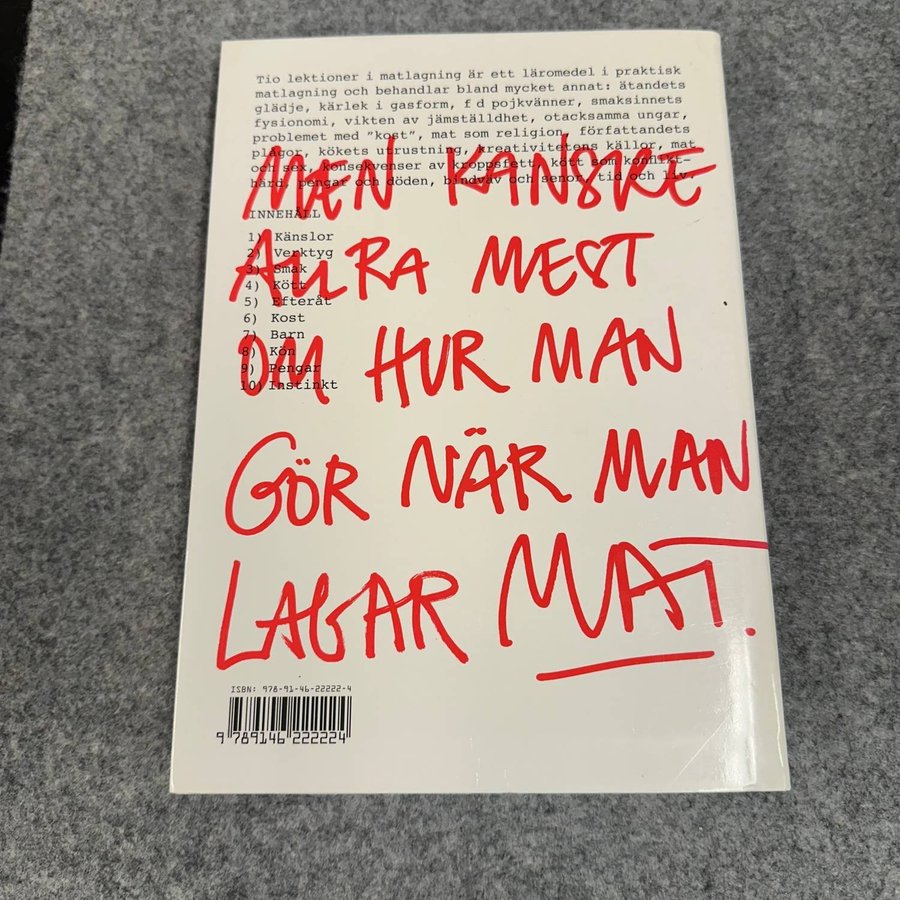 Tio lektioner i matlagning är ett läromedel i praktisk
matlagning och behandlar bland mycket annat: ätandets
glädje, kärlek i gasform, f d pojkvänner, smaksinnets
fysionomi, vikten av jämställdhet, otacksamma ungar,
problemet med ”kost”, mat som religion, författandets
plågor, kökets utrustning, kreativitetens källor, mat
och sex, konsekvenser av kroppsfett, kött som konflikt-
härd, pengar och döden, bindväv och senor, tid och liv.
INNEHÅLL
1) Känslor
2) Verktyg
3) Smak
4) Kött
5) Efteråt
6) Kost
7) Barn
8) Kön
9) Pengar
10) Instinkt
MEN KANSKE
ALLRA MEST
OM HUR MAN
GÖR NÄR MAN
LAGAR MAT.
ISBN: 978-91-46-22222-4
9 789146 222224